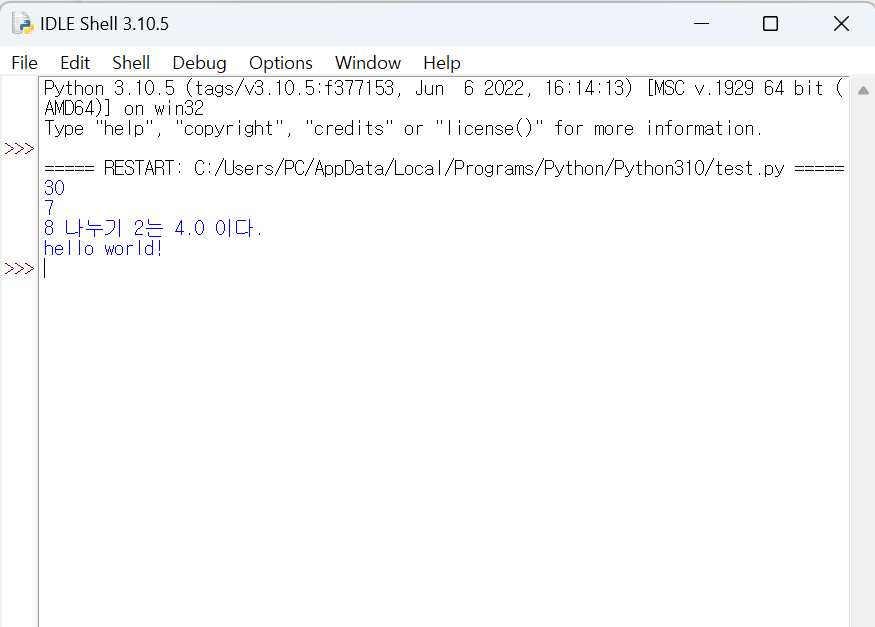 IDLE Shell 3.10.5
File Edit Shell Debug Options Window Help
Python 3.10.5 (tags/v3.10.5:f377153, Jun  6 2022, 16:14:13) [MSC v.1929 64 bit (
AMD64)] on win32
Type "help", "copyright", "credits" or "license()" for more information.
>>>
===== RESTART: C:/Users/PC/AppData/Local/Programs/Python/Python310/test.py =====
30
7
8 나누기 2는 4.0 이다.
hello world!
>>>